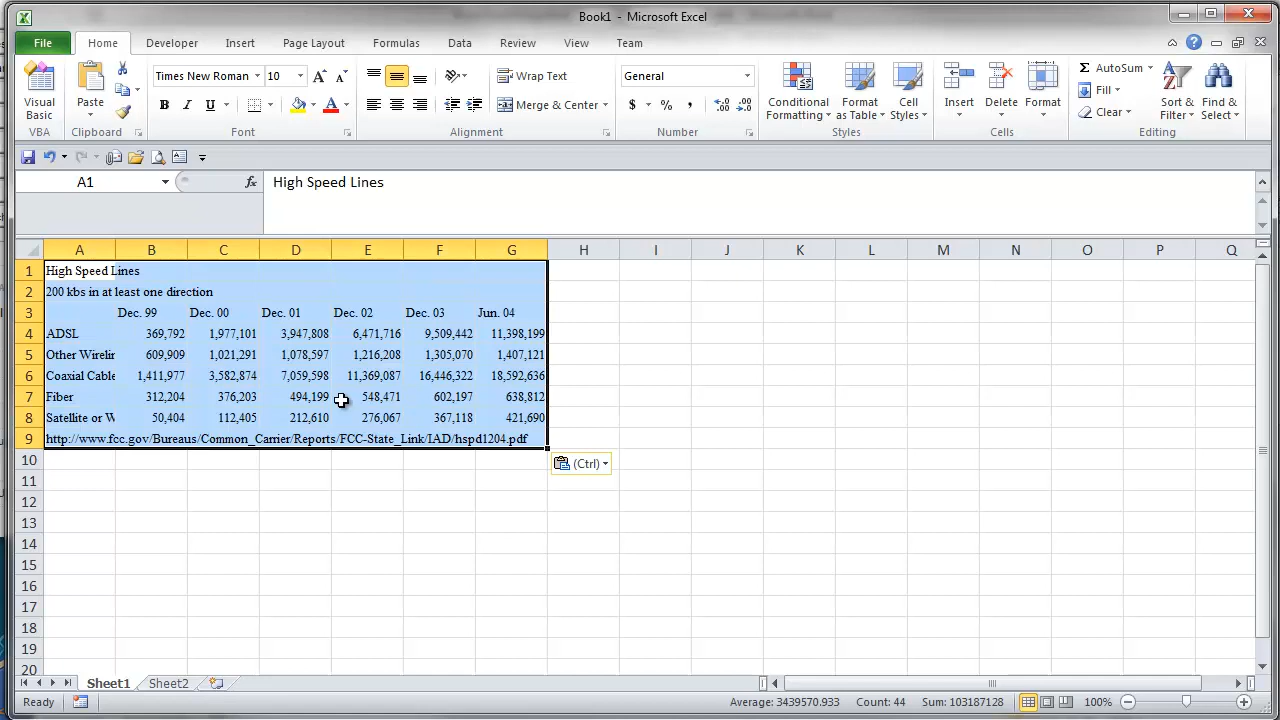 Book1 - Microsoft Excel
File Home Developer Insert Page Layout Formulas Data Review View Team
Visual Basic
VBA
Paste
Clipboard
Times New Roman 10
B I U
Font
Wrap Text
Merge & Center
Alignment
General
$ % ,
Number
Conditional Formatting
Format as Table
Cell Styles
Styles
Insert Delete Format
Cells
AutoSum
Fill
Clear
Sort & Filter
Find & Select
Editing
A1 fx High Speed Lines
A B C D E F G H I J K L M N O P Q
1 High Speed Lines
2 200 kbs in at least one direction
3 Dec. 99 Dec. 00 Dec. 01 Dec. 02 Dec. 03 Jun. 04
4 ADSL 369,792 1,977,101 3,947,808 6,471,716 9,509,442 11,398,199
5 Other Wirelin 609,909 1,021,291 1,078,597 1,216,208 1,305,070 1,407,121
6 Coaxial Cable 1,411,977 3,582,874 7,059,598 11,369,087 16,446,322 18,592,636
7 Fiber 312,204 376,203 494,199 548,471 602,197 638,812
8 Satellite or W 50,404 112,405 212,610 276,067 367,118 421,690
9 http://www.fcc.gov/Bureaus/Common_Carrier/Reports/FCC-State_Link/IAD/hspd1204.pdf
(Ctrl)
10
11
12
13
14
15
16
17
18
19
20
Sheet1 Sheet2
Ready Average: 3439570.933 Count: 44 Sum: 103187128 100%